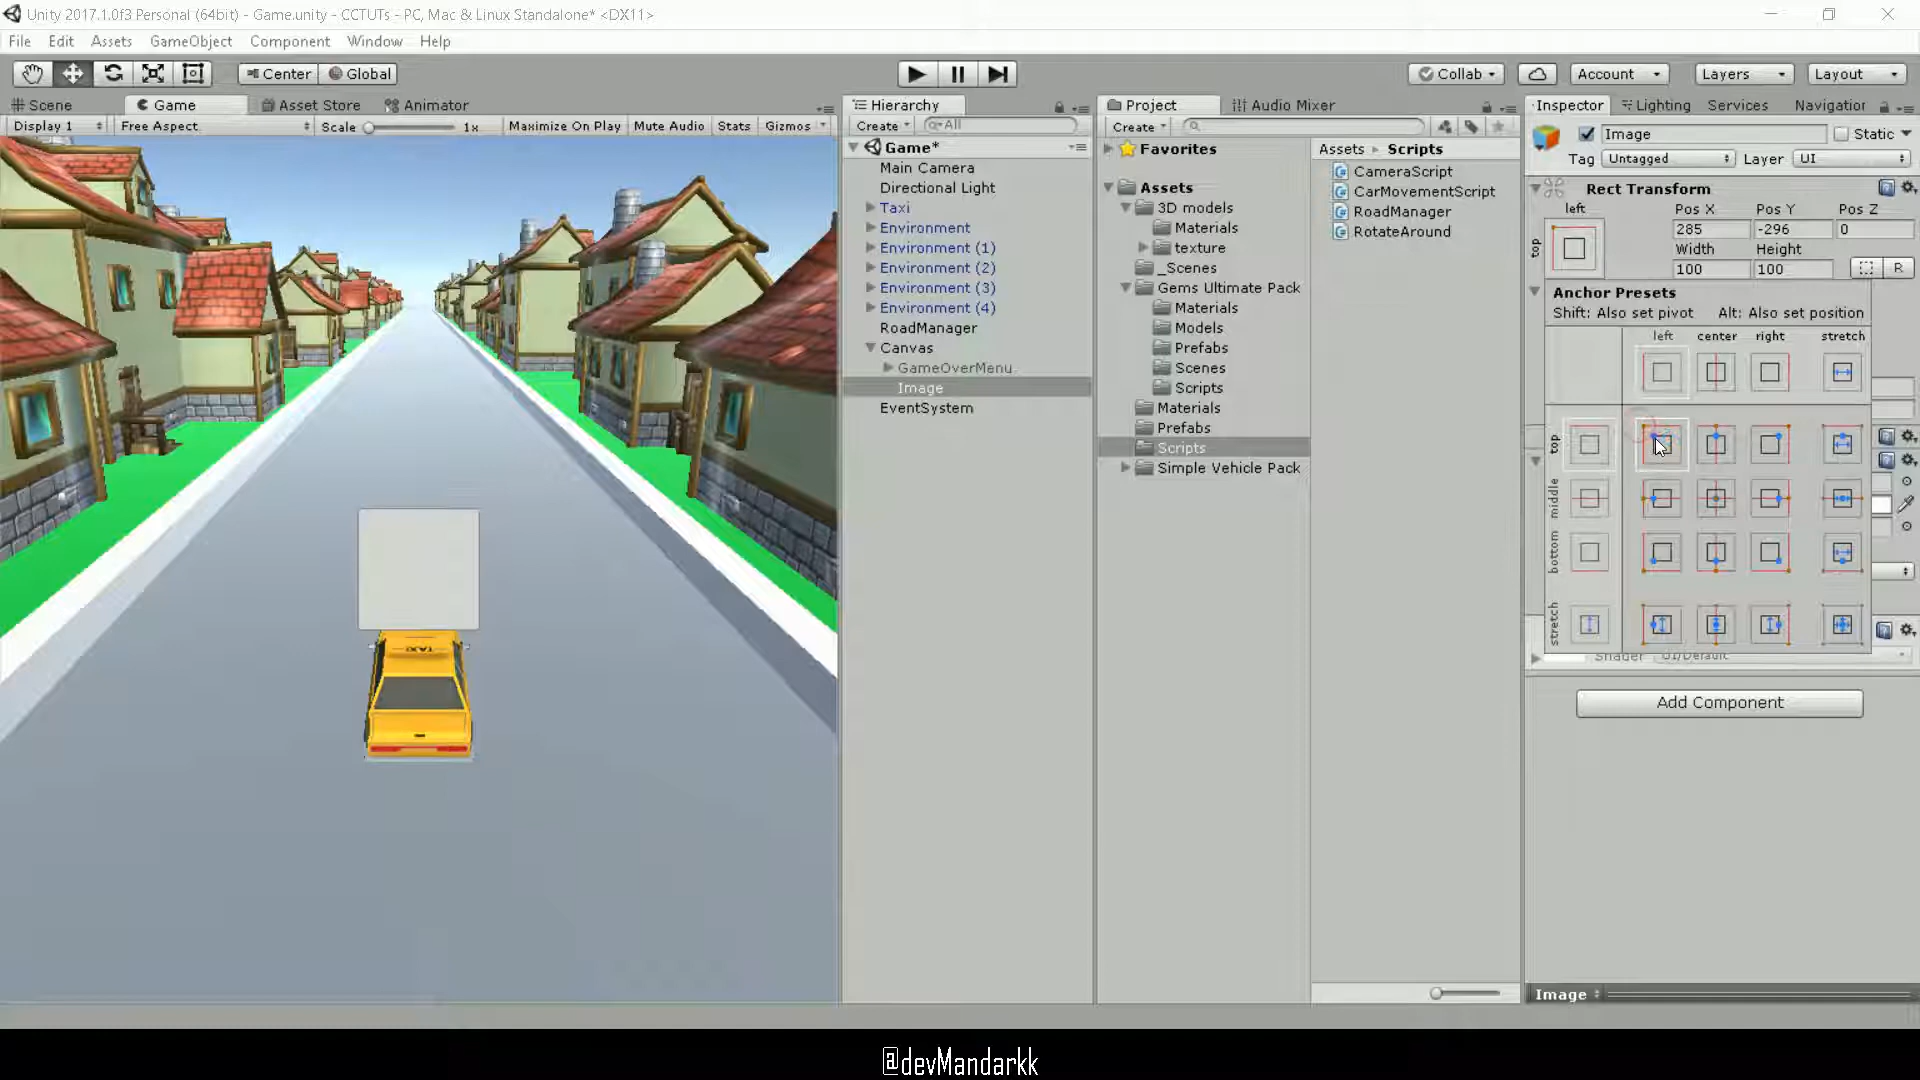 Unity 2017.1.0f3 Personal (64bit) - Game.unity - CCTUTs - PC, Mac & Linux Standalone* <DX11>
File Edit Assets GameObject Component Window Help
Center Global Collab Account Layers Layout
Scene Game Asset Store Animator
Display 1 Free Aspect Scale 1x Maximize On Play Mute Audio Stats Gizmos
TAXI
Hierarchy
Create All
Game*
Main Camera
Directional Light
Taxi
Environment
Environment (1)
Environment (2)
Environment (3)
Environment (4)
RoadManager
Canvas
GameOverMenu
Image
EventSystem
Project Audio Mixer
Create
Favorites
Assets
3D models
Materials
texture
_Scenes
Gems Ultimate Pack
Materials
Models
Prefabs
Scenes
Scripts
Materials
Prefabs
Scripts
Simple Vehicle Pack
Assets Scripts
CameraScript
CarMovementScript
RoadManager
RotateAround
Inspector Lighting Services Navigation
Image Static
Tag Untagged Layer UI
Rect Transform
left Pos X Pos Y Pos Z
top 285 -296 0
Width Height
100 100 R
Anchor Presets
Shift: Also set pivot Alt: Also set position
left center right stretch
top
middle
bottom
stretch
Shader UI/Default
Add Component
Image
@devMandarkk